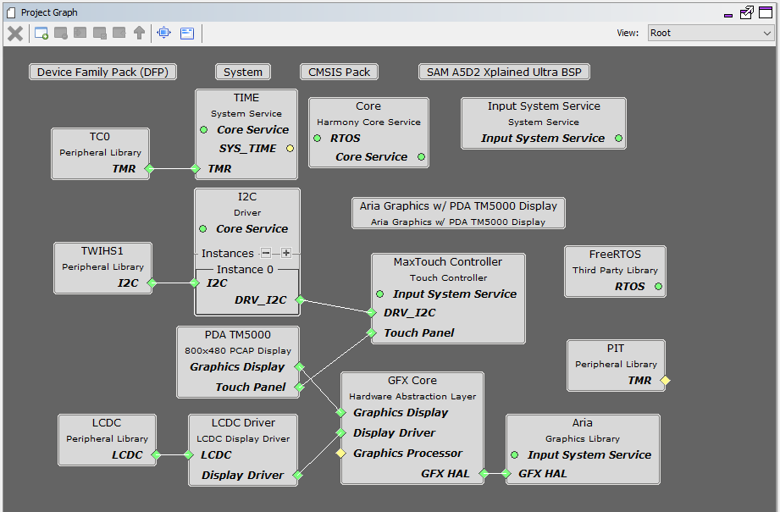 Project Graph
View: Root
Device Family Pack (DFP)
System
CMSIS Pack
SAM A5D2 Xplained Ultra BSP
TIME
System Service
Core Service
SYS_TIME
TMR
TC0
Peripheral Library
TMR
Core
Harmony Core Service
RTOS
Core Service
Input System Service
System Service
Input System Service
I2C
Driver
Core Service
Instances
Instance 0
I2C
DRV_I2C
TWIHS1
Peripheral Library
I2C
Aria Graphics w/ PDA TM5000 Display
Aria Graphics w/ PDA TM5000 Display
MaxTouch Controller
Touch Controller
Input System Service
DRV_I2C
Touch Panel
FreeRTOS
Third Party Library
RTOS
PDA TM5000
800x480 PCAP Display
Graphics Display
Touch Panel
PIT
Peripheral Library
TMR
GFX Core
Hardware Abstraction Layer
Graphics Display
Display Driver
Graphics Processor
GFX HAL
LCDC
Peripheral Library
LCDC
LCDC Driver
LCDC Display Driver
LCDC
Display Driver
Aria
Graphics Library
Input System Service
GFX HAL